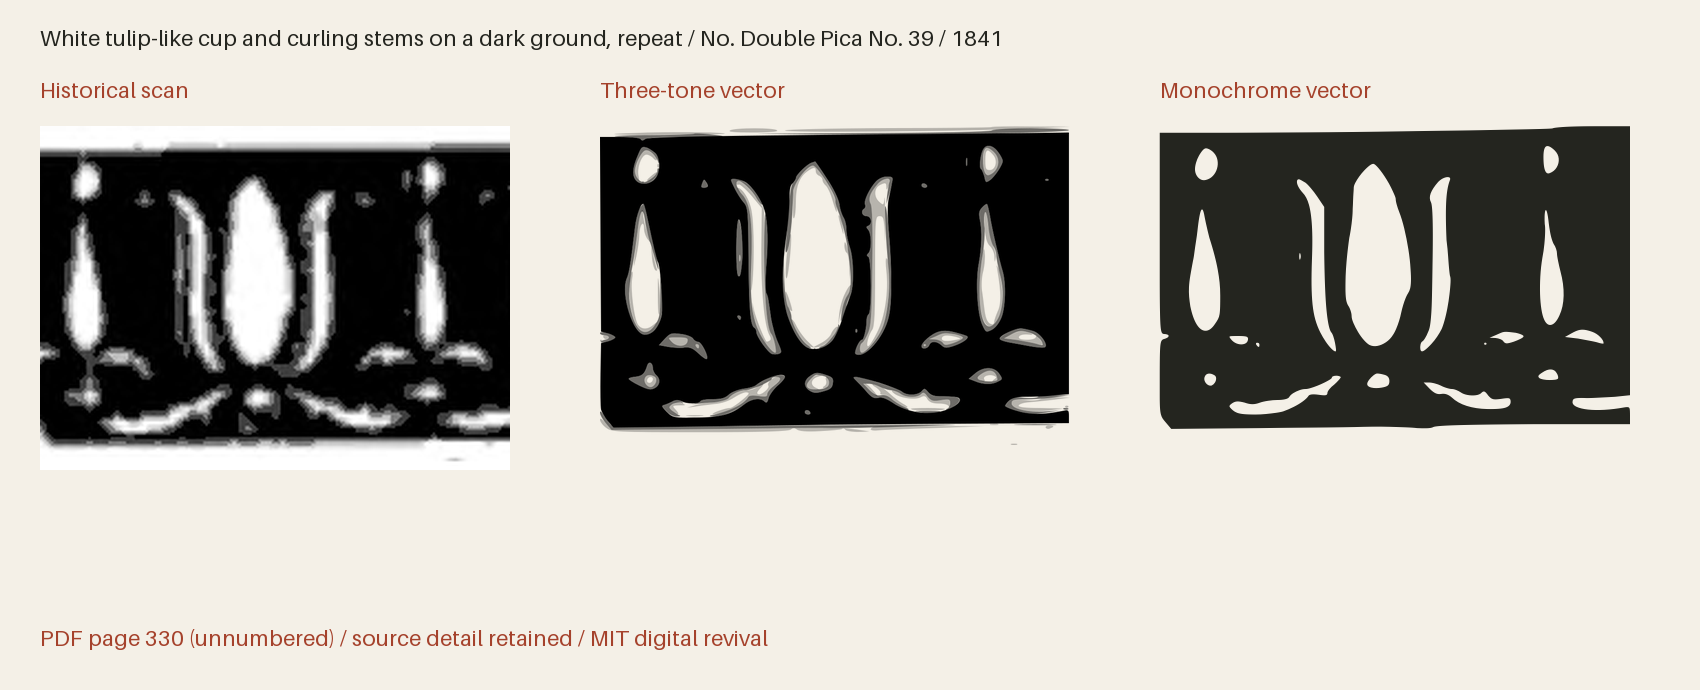 White tulip-like cup and curling stems on a dark ground, repeat / No. Double Pica No. 39 / 1841
Historical scan
Three-tone vector
Monochrome vector
PDF page 330 (unnumbered) / source detail retained / MIT digital revival